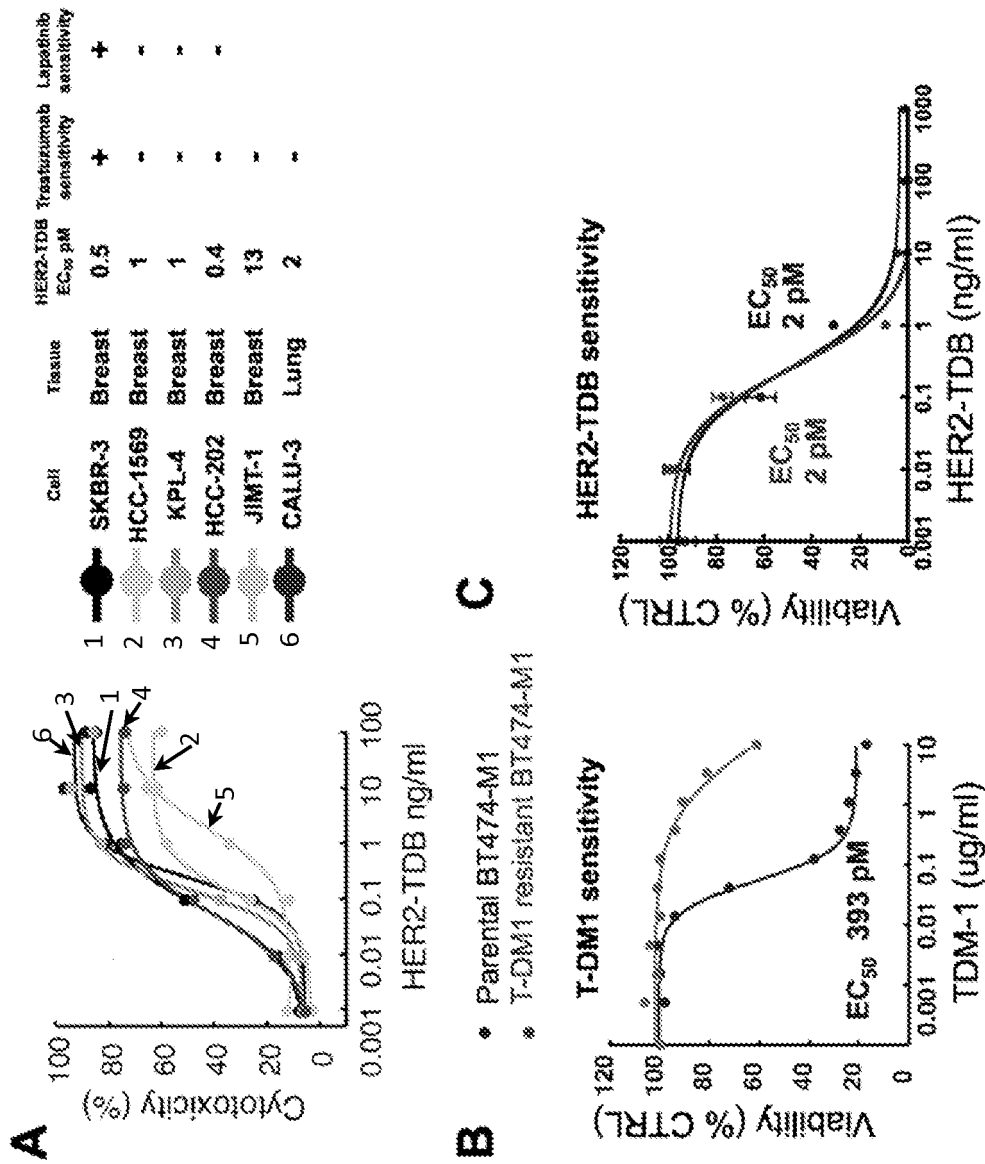 A
Cytotoxicity (%)
100
80
60
40
20
0
0.001
0.01
0.1
1
10
100
HER2-TDB ng/ml
6
3
1
4
2
5
Cell Tissue HER2-TDB EC50 pM Trastuzumab sensitivity Lapatinib sensitivity
1 SKBR-3 Breast 0.5 + +
2 HCC-1569 Breast 1 - -
3 KPL-4 Breast 1 - -
4 HCC-202 Breast 0.4 - -
5 JIMT-1 Breast 13 -
6 CALU-3 Lung 2 -
B
Parental BT474-M1
T-DM1 resistant BT474-M1
T-DM1 sensitivity
Viability (% CTRL)
120
100
80
60
40
20
0
0.001
0.01
0.1
1
10
EC50 393 pM
TDM-1 (ug/ml)
C
HER2-TDB sensitivity
Viability (% CTRL)
120
100
80
60
40
20
0
0.001
0.01
0.1
1
10
100
1000
EC50
2 pM
EC50
2 pM
HER2-TDB (ng/ml)